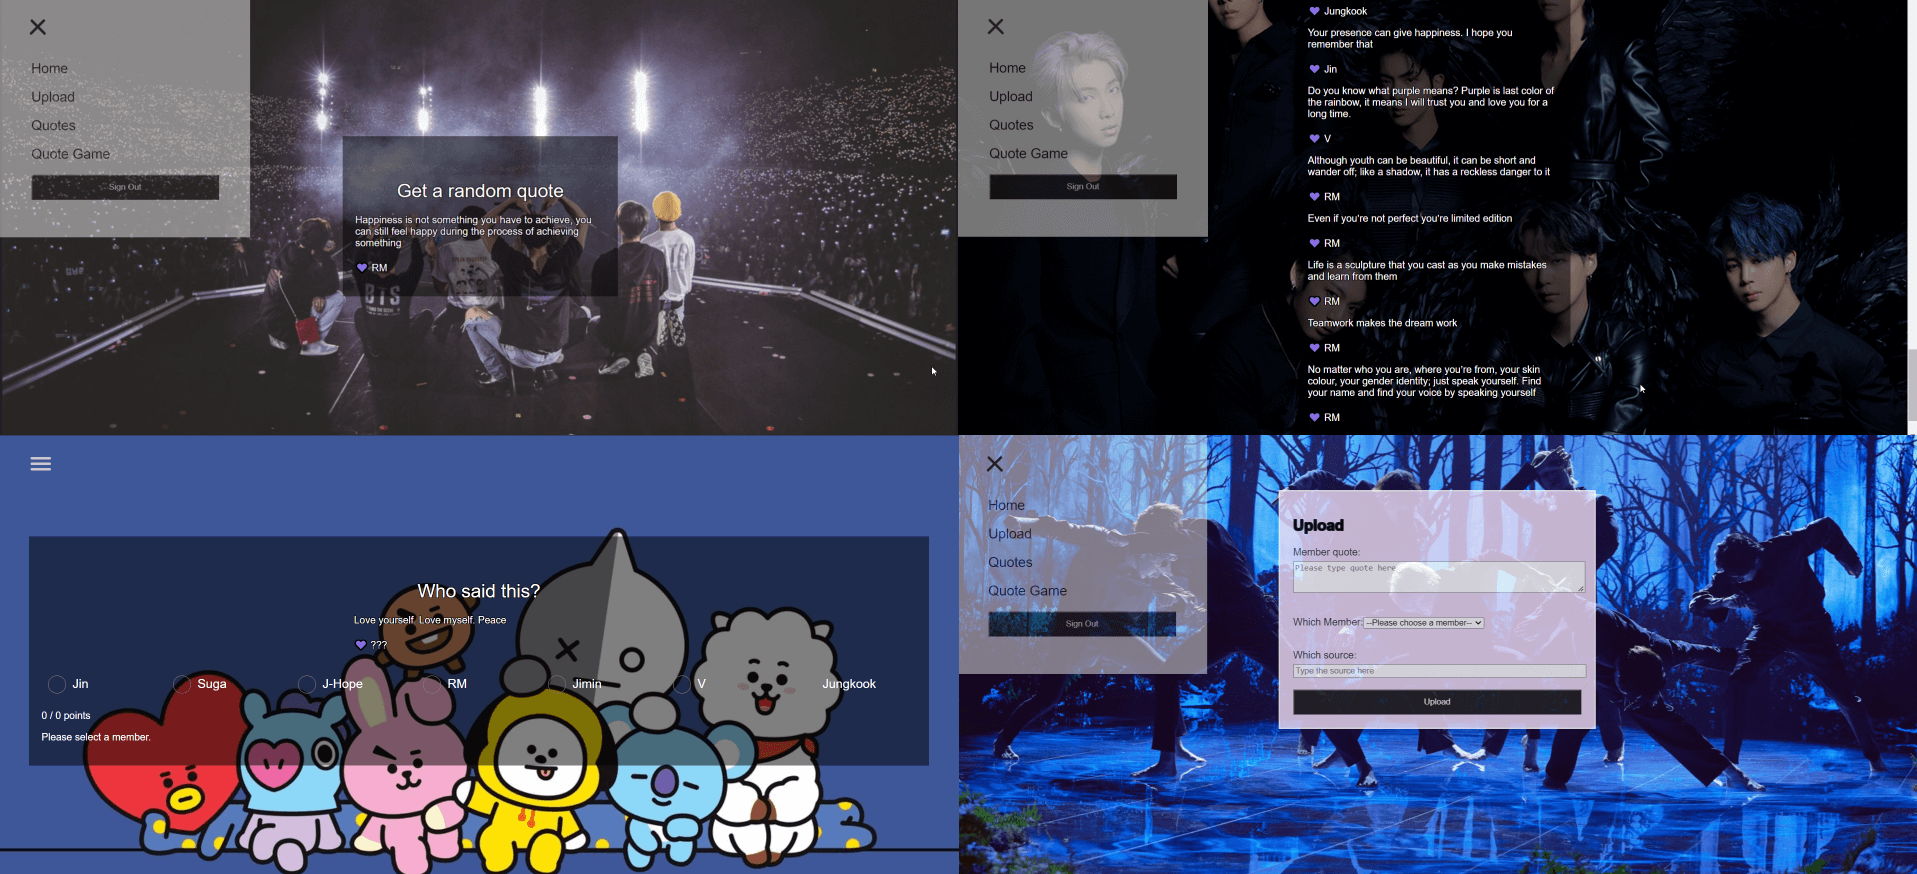 Home
Upload
Quotes
Quote Game
Sign Out
Get a random quote
Happiness is not something you have to achieve, you
can still feel happy during the process of achieving
something
RM
BTS
Home
Upload
Quotes
Quote Game
Sign Out
Jungkook
Your presence can give happiness. I hope you
remember that
Jin
Do you know what purple means? Purple is last color of
the rainbow, it means I will trust you and love you for a
long time.
V
Although youth can be beautiful, it can be short and
wander off; like a shadow, it has a reckless danger to it
RM
Even if you're not perfect you're limited edition
RM
Life is a sculpture that you cast as you make mistakes
and learn from them
RM
Teamwork makes the dream work
RM
No matter who you are, where you're from, your skin
colour, your gender identity; just speak yourself. Find
your name and find your voice by speaking yourself
RM
Who said this?
Love yourself. Love myself. Peace
???
Jin Suga J-Hope RM Jimin V Jungkook
0 / 0 points
Please select a member.
Home
Upload
Quotes
Quote Game
Sign Out
Upload
Member quote:
Please type quote here
Which Member: --Please choose a member--
Which source:
Type the source here
Upload